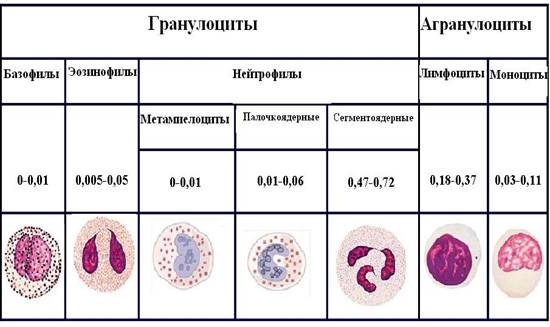 Гранулоциты Агранулоциты
Базофилы Эозинофилы Нейтрофилы Лимфоциты Моноциты
Метамиелоциты Палочкоядерные Сегментоядерные
0-0,01 0,005-0,05 0-0,01 0,01-0,06 0,47-0,72 0,18-0,37 0,03-0,11